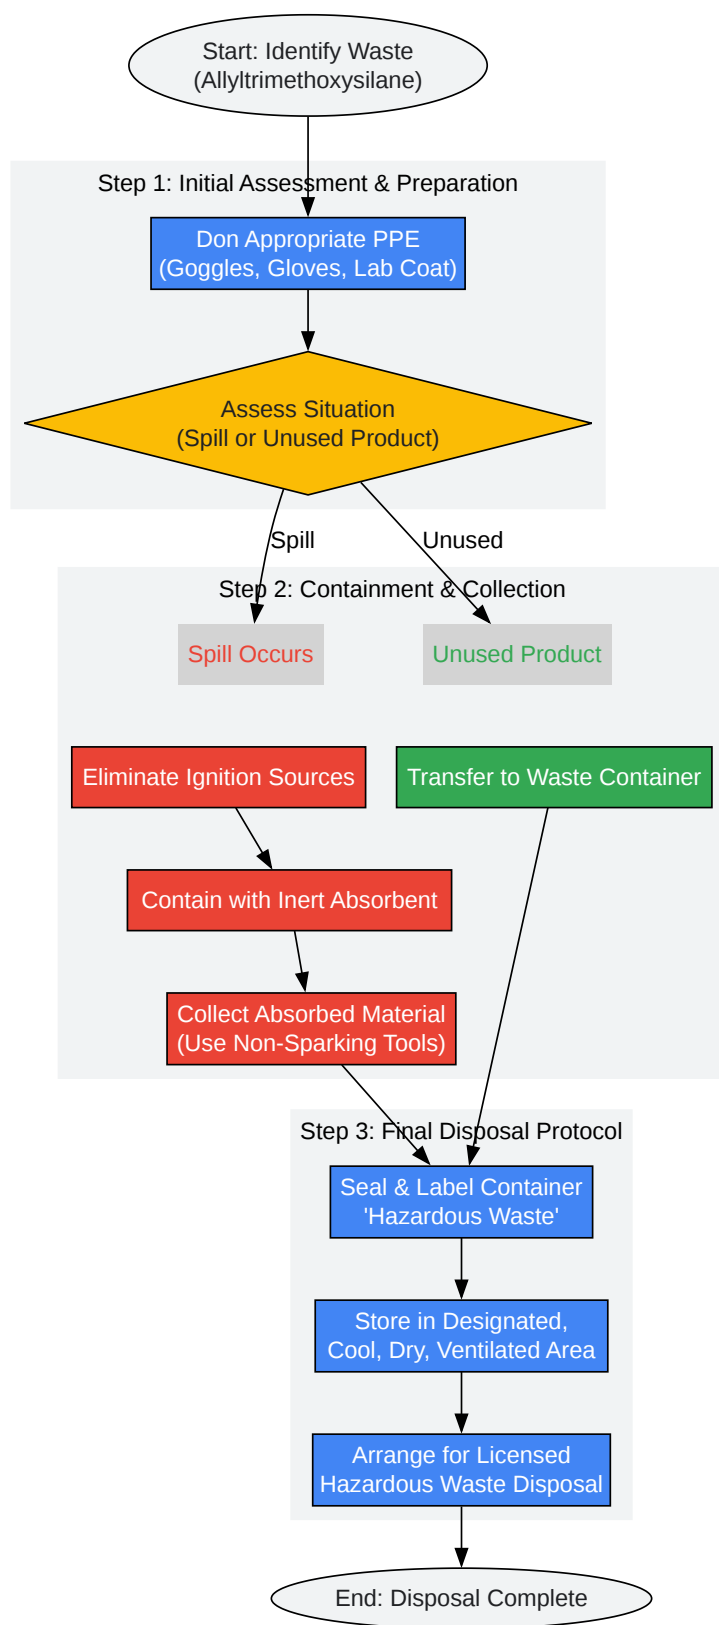 Start: Identify Waste
(Allyltrimethoxysilane)
Step 1: Initial Assessment & Preparation
Don Appropriate PPE
(Goggles, Gloves, Lab Coat)
Assess Situation
(Spill or Unused Product)
Spill
Unused
Step 2: Containment & Collection
Spill Occurs
Unused Product
Eliminate Ignition Sources
Transfer to Waste Container
Contain with Inert Absorbent
Collect Absorbed Material
(Use Non-Sparking Tools)
Step 3: Final Disposal Protocol
Seal & Label Container
'Hazardous Waste'
Store in Designated,
Cool, Dry, Ventilated Area
Arrange for Licensed
Hazardous Waste Disposal
End: Disposal Complete